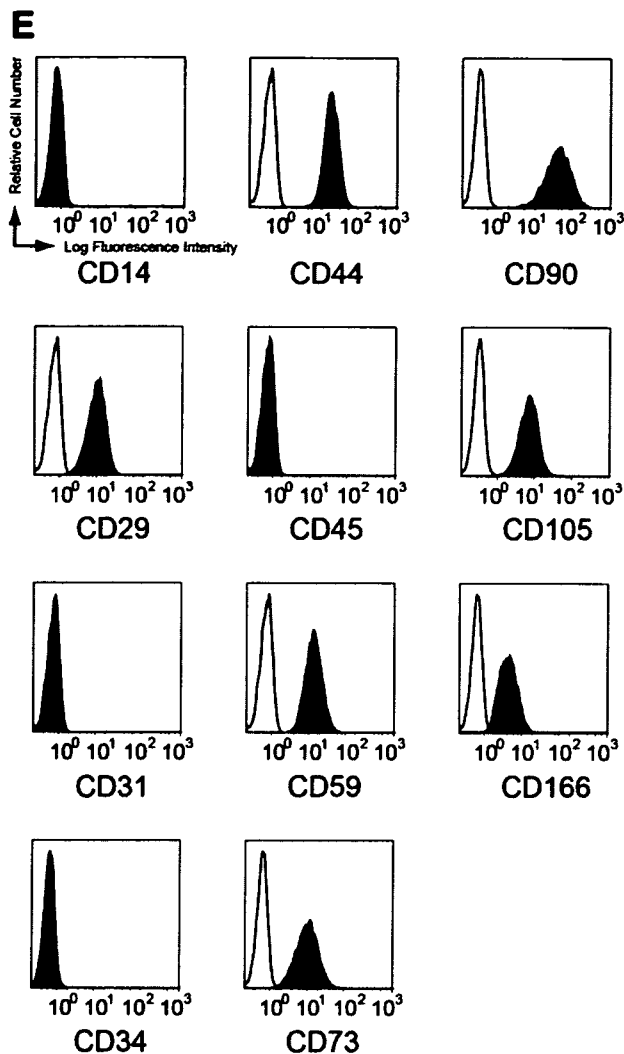 E
Relative Cell Number
10⁰ 10¹ 10² 10³
10⁰ 10¹ 10² 10³
10⁰ 10¹ 10² 10³
Log Fluorescence Intensity
CD14
CD44
CD90
10⁰ 10¹ 10² 10³
10⁰ 10¹ 10² 10³
10⁰ 10¹ 10² 10³
CD29
CD45
CD105
10⁰ 10¹ 10² 10³
10⁰ 10¹ 10² 10³
10⁰ 10¹ 10² 10³
CD31
CD59
CD166
10⁰ 10¹ 10² 10³
10⁰ 10¹ 10² 10³
CD34
CD73